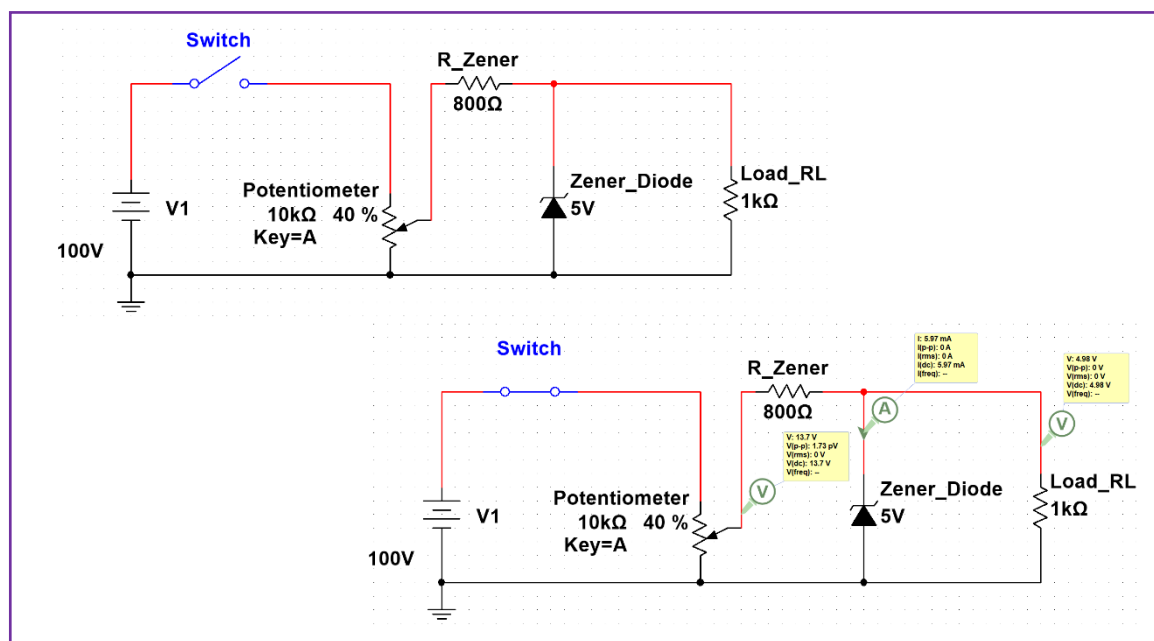 Switch
R_Zener
800Ω
V1
100V
Potentiometer
10kΩ 40 %
Key=A
Zener_Diode
5V
Load_RL
1kΩ
Switch
R_Zener
800Ω
I: 5.97 mA
I(p-p): 0 A
I(rms): 0 A
I(dc): 5.97 mA
I(freq): --
A
V: 4.98 V
V(p-p): 0 V
V(rms): 0 V
V(dc): 4.98 V
V(freq): --
V
V: 13.7 V
V(p-p): 1.73 pV
V(rms): 0 V
V(dc): 13.7 V
V(freq): --
V
V1
100V
Potentiometer
10kΩ 40 %
Key=A
Zener_Diode
5V
Load_RL
1kΩ